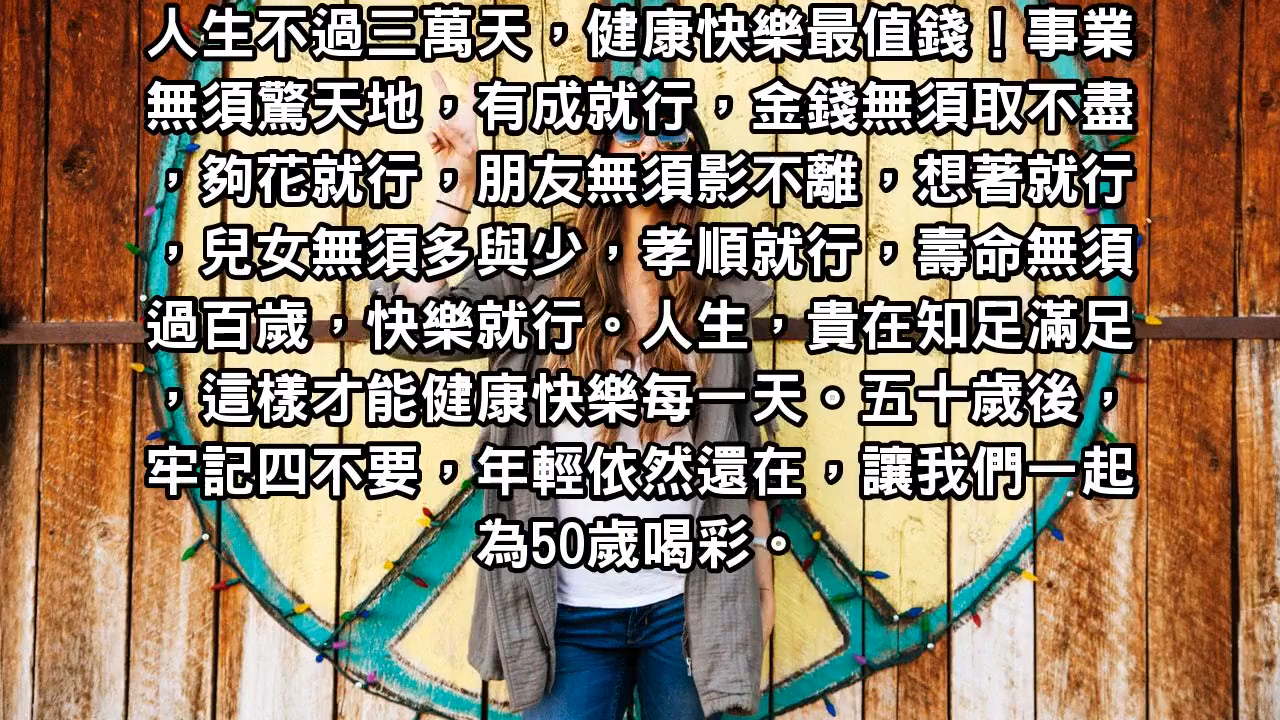 人生不過三萬天，健康快樂最值錢！事業
無須驚天地，有成就行，金錢無須取不盡
，夠花就行，朋友無須影不離，想著就行
，兒女無須多與少，孝順就行，壽命無須
過百歲，快樂就行。人生，貴在知足滿足
，這樣才能健康快樂每一天。五十歲後，
牢記四不要，年輕依然還在，讓我們一起
為50歲喝彩。